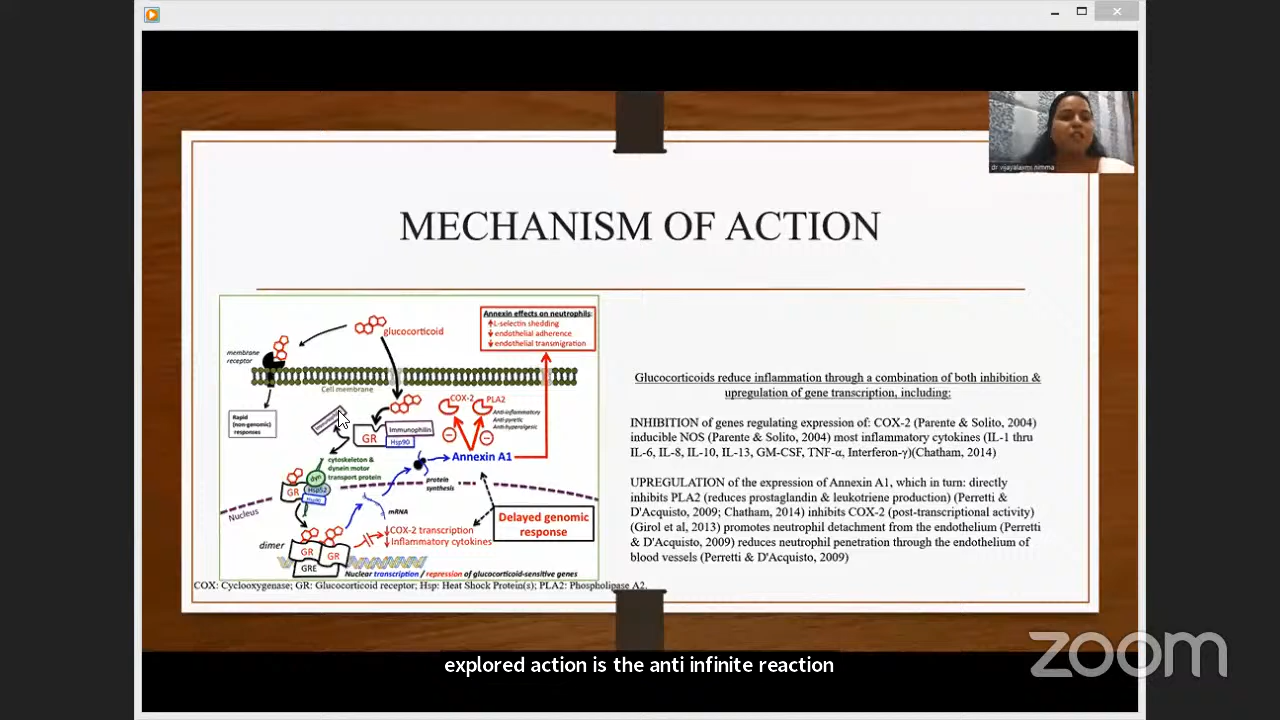 dr vijayalaxmi nimma
MECHANISM OF ACTION
Annexin effects on neutrophils:
L-selectin shedding
endothelial adherence
endothelial transmigration
glucocorticoid
membrane
receptor
Cell membrane
Rapid
(non-genomic)
responses
COX-2
PLA2
Anti-inflammatory
Anti-pyretic
Anti-hyperalgesic
GR
Immunophilin
Hsp90
Annexin A1
cytoskeleton &
dynein motor
transport protein
protein
synthesis
GR
dyn
Hsp52
Nucleus
mRNA
Delayed genomic
response
COX-2 transcription
Inflammatory cytokines
dimer
GR
GR
GRE
Nuclear transcription / repression of glucocorticoid-sensitive genes
COX: Cyclooxygenase; GR: Glucocorticoid receptor; Hsp: Heat Shock Protein(s); PLA2: Phospholipase A2.
Glucocorticoids reduce inflammation through a combination of both inhibition &
upregulation of gene transcription, including:
INHIBITION of genes regulating expression of: COX-2 (Parente & Solito, 2004)
inducible NOS (Parente & Solito, 2004) most inflammatory cytokines (IL-1 thru
IL-6, IL-8, IL-10, IL-13, GM-CSF, TNF-α, Interferon-γ)(Chatham, 2014)
UPREGULATION of the expression of Annexin A1, which in turn: directly
inhibits PLA2 (reduces prostaglandin & leukotriene production) (Perretti &
D'Acquisto, 2009; Chatham, 2014) inhibits COX-2 (post-transcriptional activity)
(Girol et al, 2013) promotes neutrophil detachment from the endothelium (Perretti
& D'Acquisto, 2009) reduces neutrophil penetration through the endothelium of
blood vessels (Perretti & D'Acquisto, 2009)
zoom
explored action is the anti infinite reaction